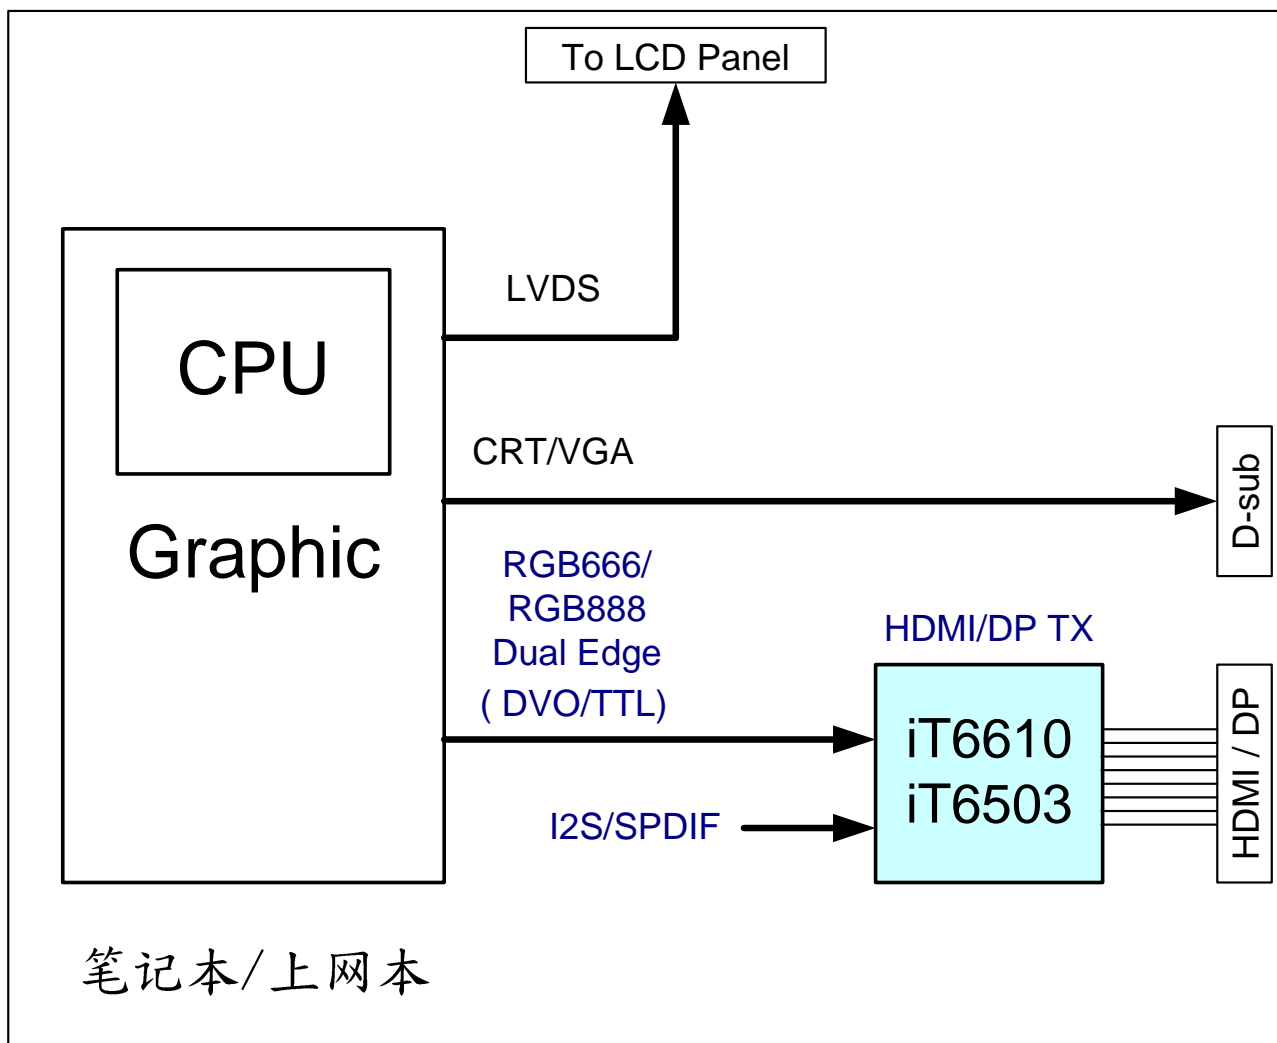 To LCD Panel
LVDS
CPU
CRT/VGA
D-sub
Graphic
RGB666/
RGB888
Dual Edge
( DVO/TTL)
HDMI/DP TX
iT6610
iT6503
HDMI / DP
I2S/SPDIF
笔记本/上网本